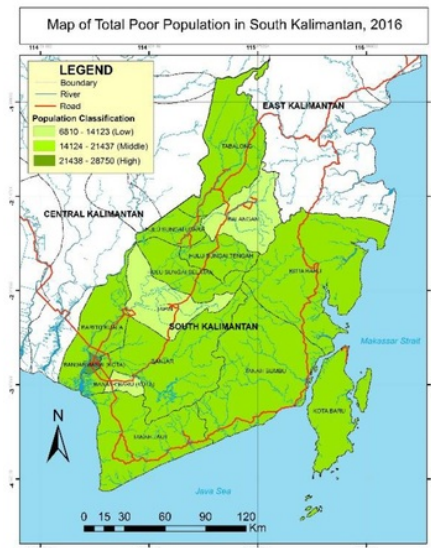 Map of Total Poor Population in South Kalimantan, 2016
LEGEND
Boundary
River
Road
Population Classification
6810 - 14123 (Low)
14124 - 21437 (Middle)
21438 - 28750 (High)
EAST KALIMANTAN
TABALONG
CENTRAL KALIMANTAN
BALANGAN
HULU SUNGAI UTARA
HULU SUNGAI TENGAH
HULU SUNGAI SELATAN
KOTA BARU
TAPIN
SOUTH KALIMANTAN
BARITO KUALA
Makassar Strait
BANJAR
TANAH BUMBU
KOTA BARU
TANAH LAUT
N
Java Sea
0 15 30 60 90 120
Km